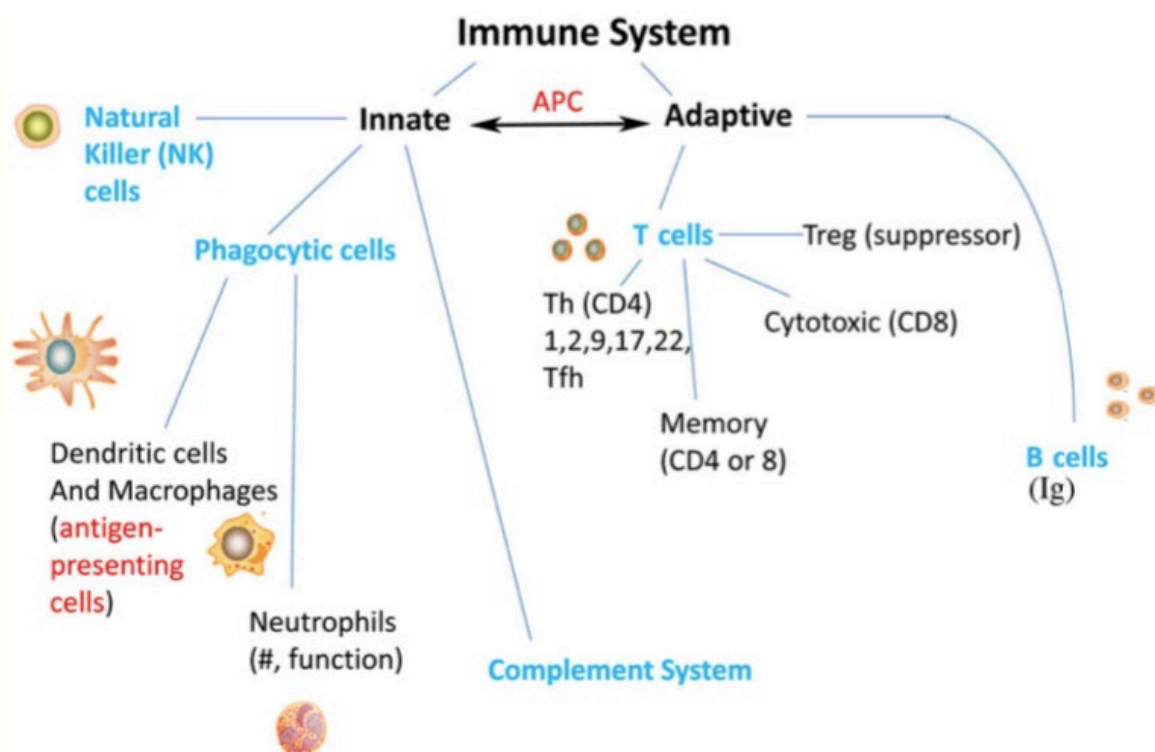 Immune System
Innate
APC
Adaptive
Natural
Killer (NK)
cells
Phagocytic cells
T cells
Treg (suppressor)
Th (CD4)
1,2,9,17,22,
Tfh
Cytotoxic (CD8)
Memory
(CD4 or 8)
B cells
(Ig)
Dendritic cells
And Macrophages
(antigen-
presenting
cells)
Neutrophils
(#, function)
Complement System